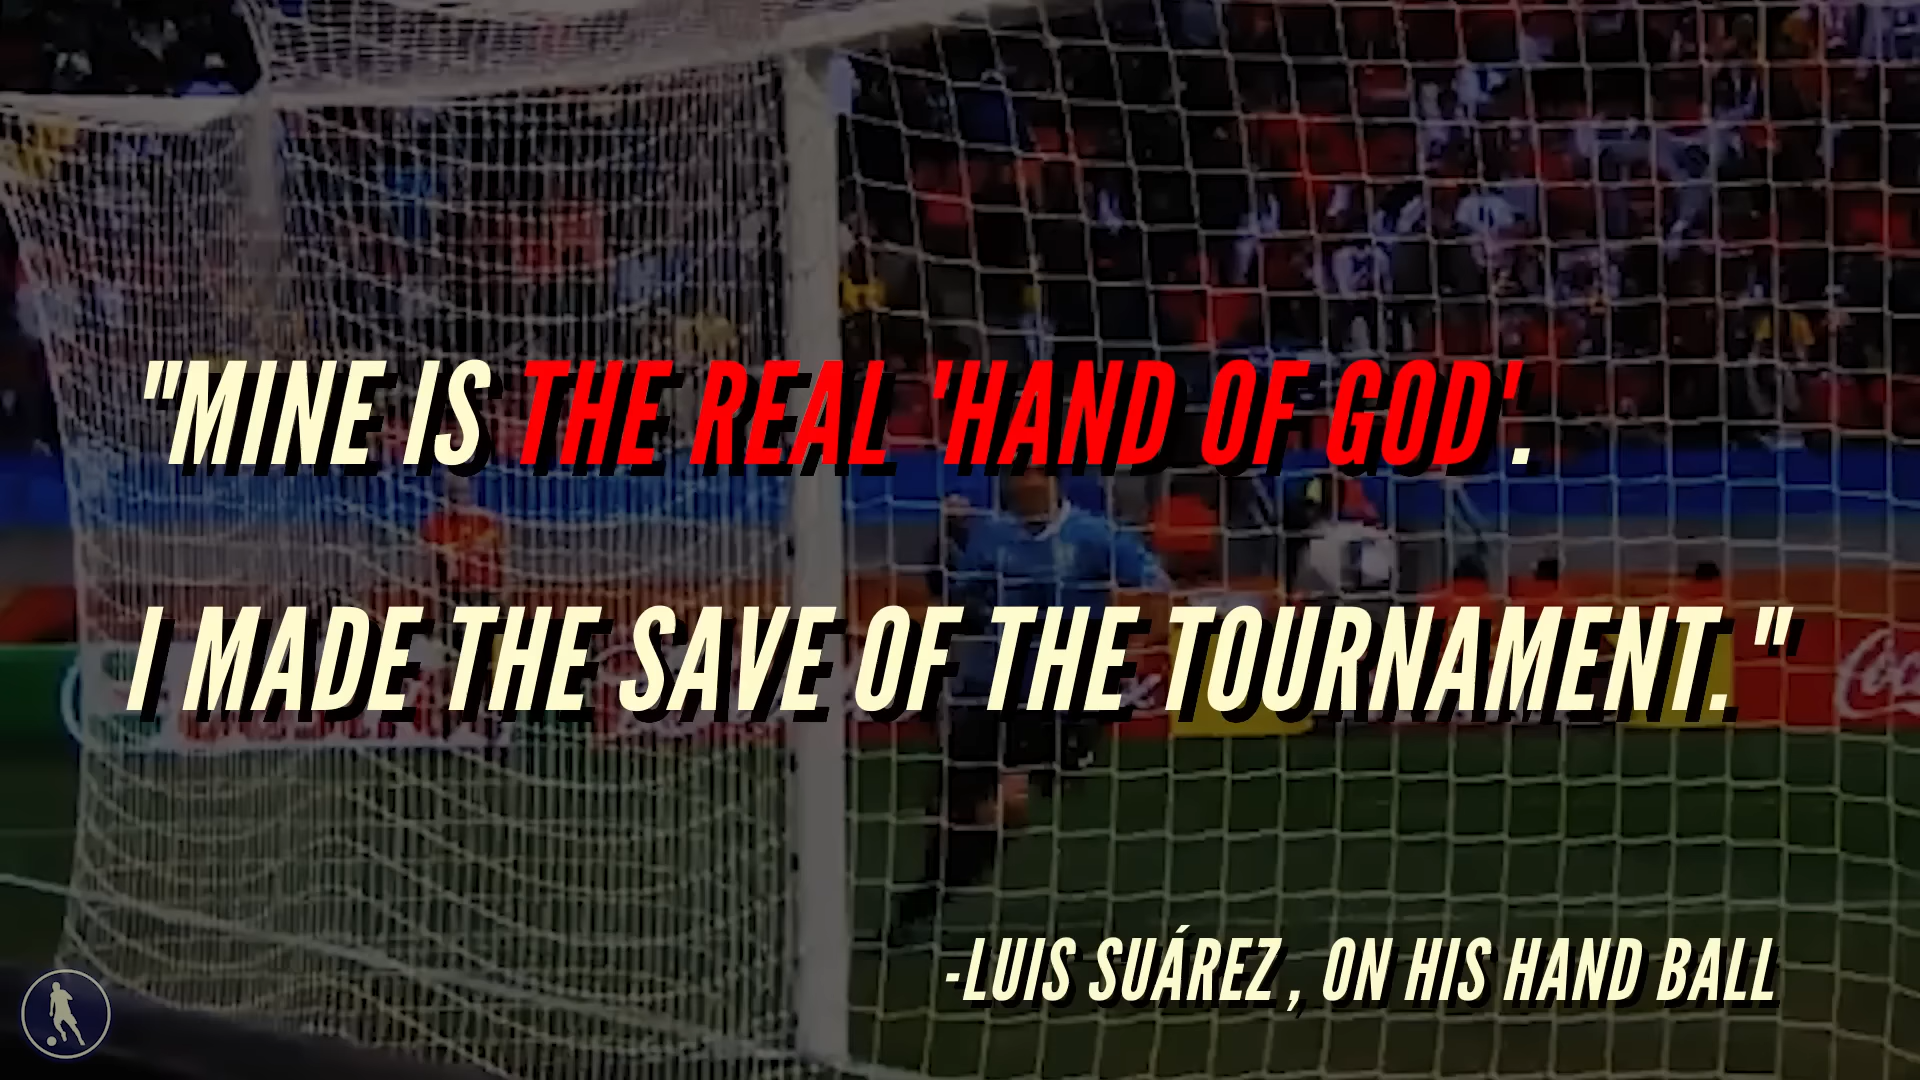 "MINE IS THE REAL 'HAND OF GOD'.
I MADE THE SAVE OF THE TOURNAMENT."
-LUIS SUÁREZ, ON HIS HAND BALL